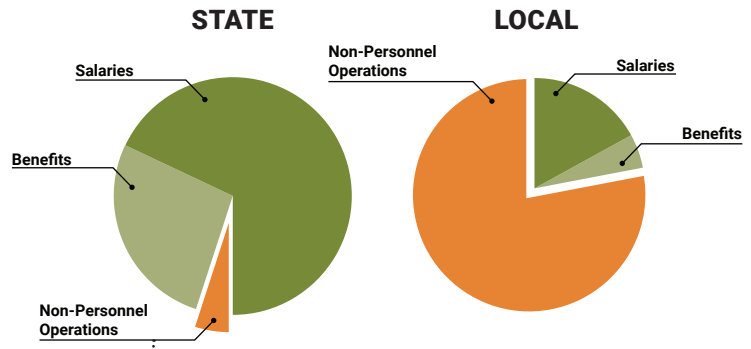 STATE
Salaries
Benefits
Non-Personnel
Operations
:
LOCAL
Non-Personnel
Operations
Salaries
Benefits